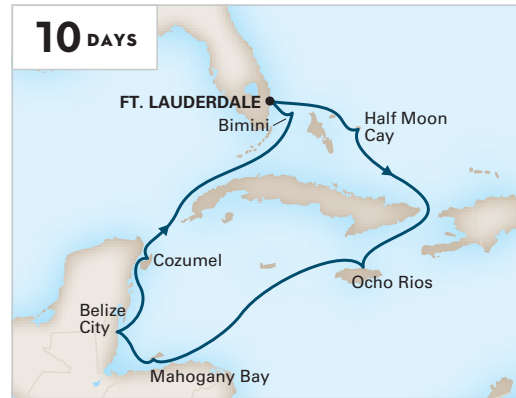 10 DAYS
FT. LAUDERDALE
Bimini
Half Moon
Cay
Cozumel
Ocho Rios
Belize
City
Mahogany Bay